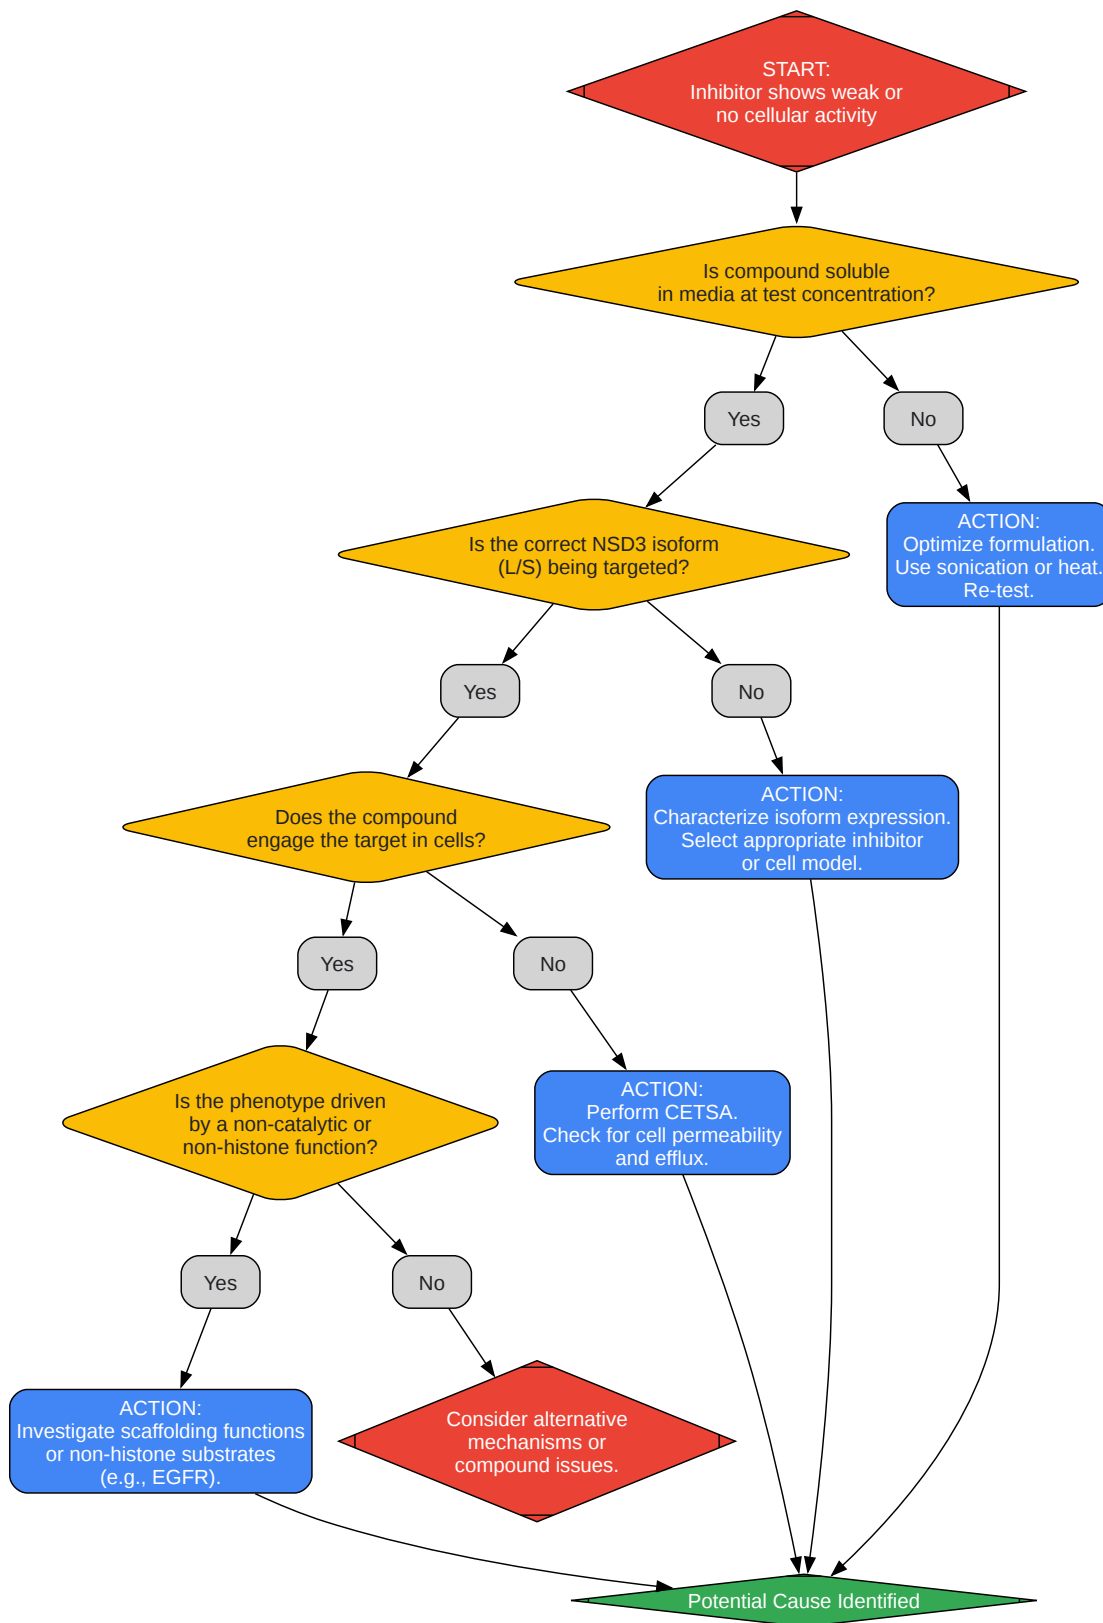 START:
Inhibitor shows weak or
no cellular activity
Is compound soluble
in media at test concentration?
Yes
No
ACTION:
Optimize formulation.
Use sonication or heat.
Re-test.
Is the correct NSD3 isoform
(L/S) being targeted?
Yes
No
ACTION:
Characterize isoform expression.
Select appropriate inhibitor
or cell model.
Does the compound
engage the target in cells?
Yes
No
ACTION:
Perform CETSA.
Check for cell permeability
and efflux.
Is the phenotype driven
by a non-catalytic or
non-histone function?
Yes
No
ACTION:
Investigate scaffolding functions
or non-histone substrates
(e.g., EGFR).
Consider alternative
mechanisms or
compound issues.
Potential Cause Identified